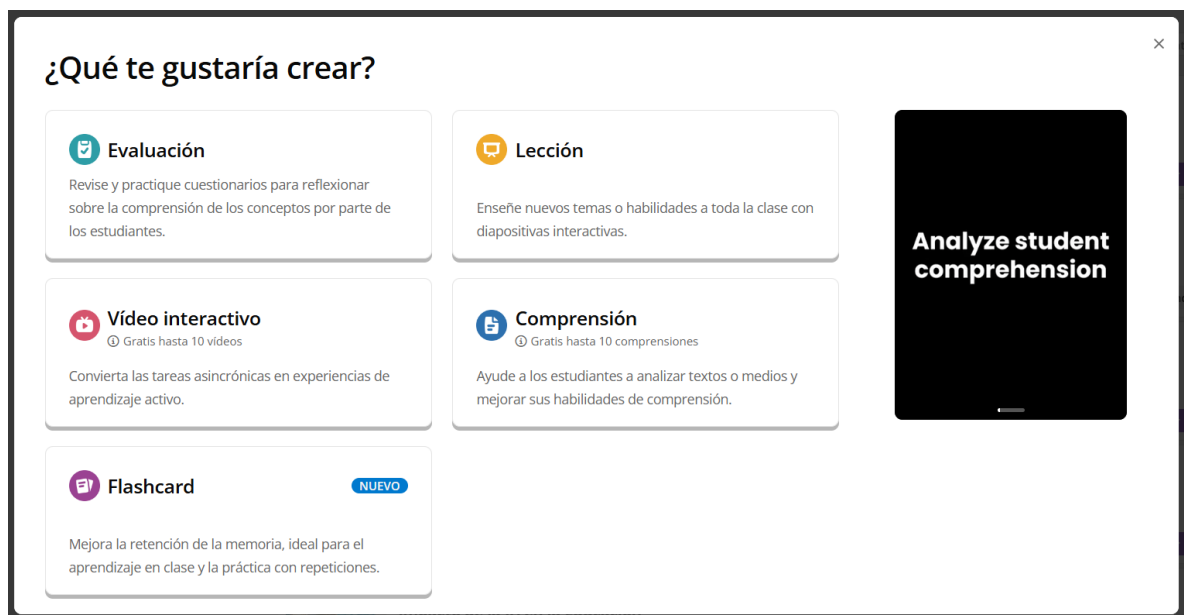 ¿Qué te gustaría crear?
Evaluación
Revise y practique cuestionarios para reflexionar
sobre la comprensión de los conceptos por parte de
los estudiantes.
Lección
Enseñe nuevos temas o habilidades a toda la clase con
diapositivas interactivas.
Vídeo interactivo
Gratis hasta 10 vídeos
Convierta las tareas asincrónicas en experiencias de
aprendizaje activo.
Comprensión
Gratis hasta 10 comprensiones
Ayude a los estudiantes a analizar textos o medios y
mejorar sus habilidades de comprensión.
Flashcard
NUEVO
Mejora la retención de la memoria, ideal para el
aprendizaje en clase y la práctica con repeticiones.
Analyze student
comprehension